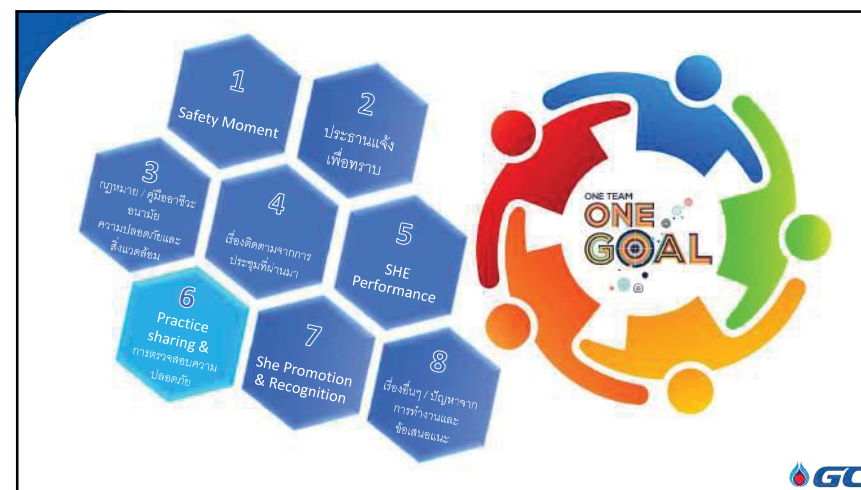 1
Safety Moment
2
ประธานแจ้ง
เพื่อทราบ
3
กฎหมาย / คู่มืออาชีวะ
อนามัย
ความปลอดภัยและ
สิ่งแวดล้อม
4
เรื่องติดตามจากการ
ประชุมที่ผ่านมา
5
SHE
Performance
6
Practice
sharing &
การตรวจสอบความ
ปลอดภัย
7
She Promotion
& Recognition
8
เรื่องอื่นๆ / ปัญหาจาก
การทำงานและ
ข้อเสนอแนะ
ONE TEAM
ONE
GOAL
GC